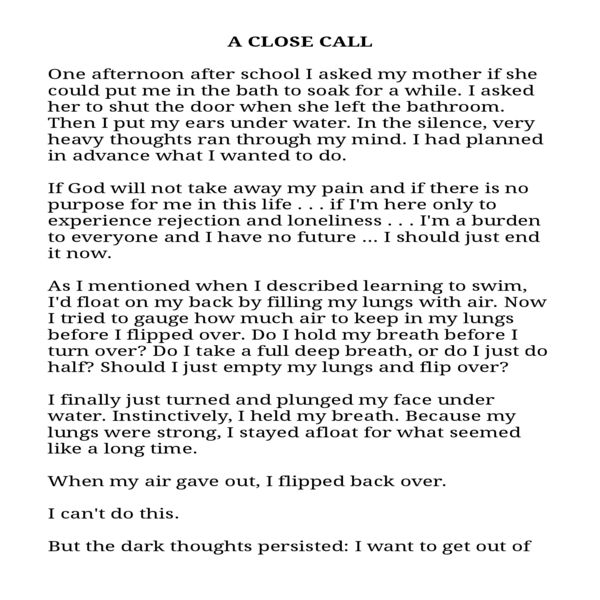 A CLOSE CALL
One afternoon after school I asked my mother if she
could put me in the bath to soak for a while. I asked
her to shut the door when she left the bathroom.
Then I put my ears under water. In the silence, very
heavy thoughts ran through my mind. I had planned
in advance what I wanted to do.
If God will not take away my pain and if there is no
purpose for me in this life . . . if I'm here only to
experience rejection and loneliness . . . I'm a burden
to everyone and I have no future ... I should just end
it now.
As I mentioned when I described learning to swim,
I'd float on my back by filling my lungs with air. Now
I tried to gauge how much air to keep in my lungs
before I flipped over. Do I hold my breath before I
turn over? Do I take a full deep breath, or do I just do
half? Should I just empty my lungs and flip over?
I finally just turned and plunged my face under
water. Instinctively, I held my breath. Because my
lungs were strong, I stayed afloat for what seemed
like a long time.
When my air gave out, I flipped back over.
I can't do this.
But the dark thoughts persisted: I want to get out of